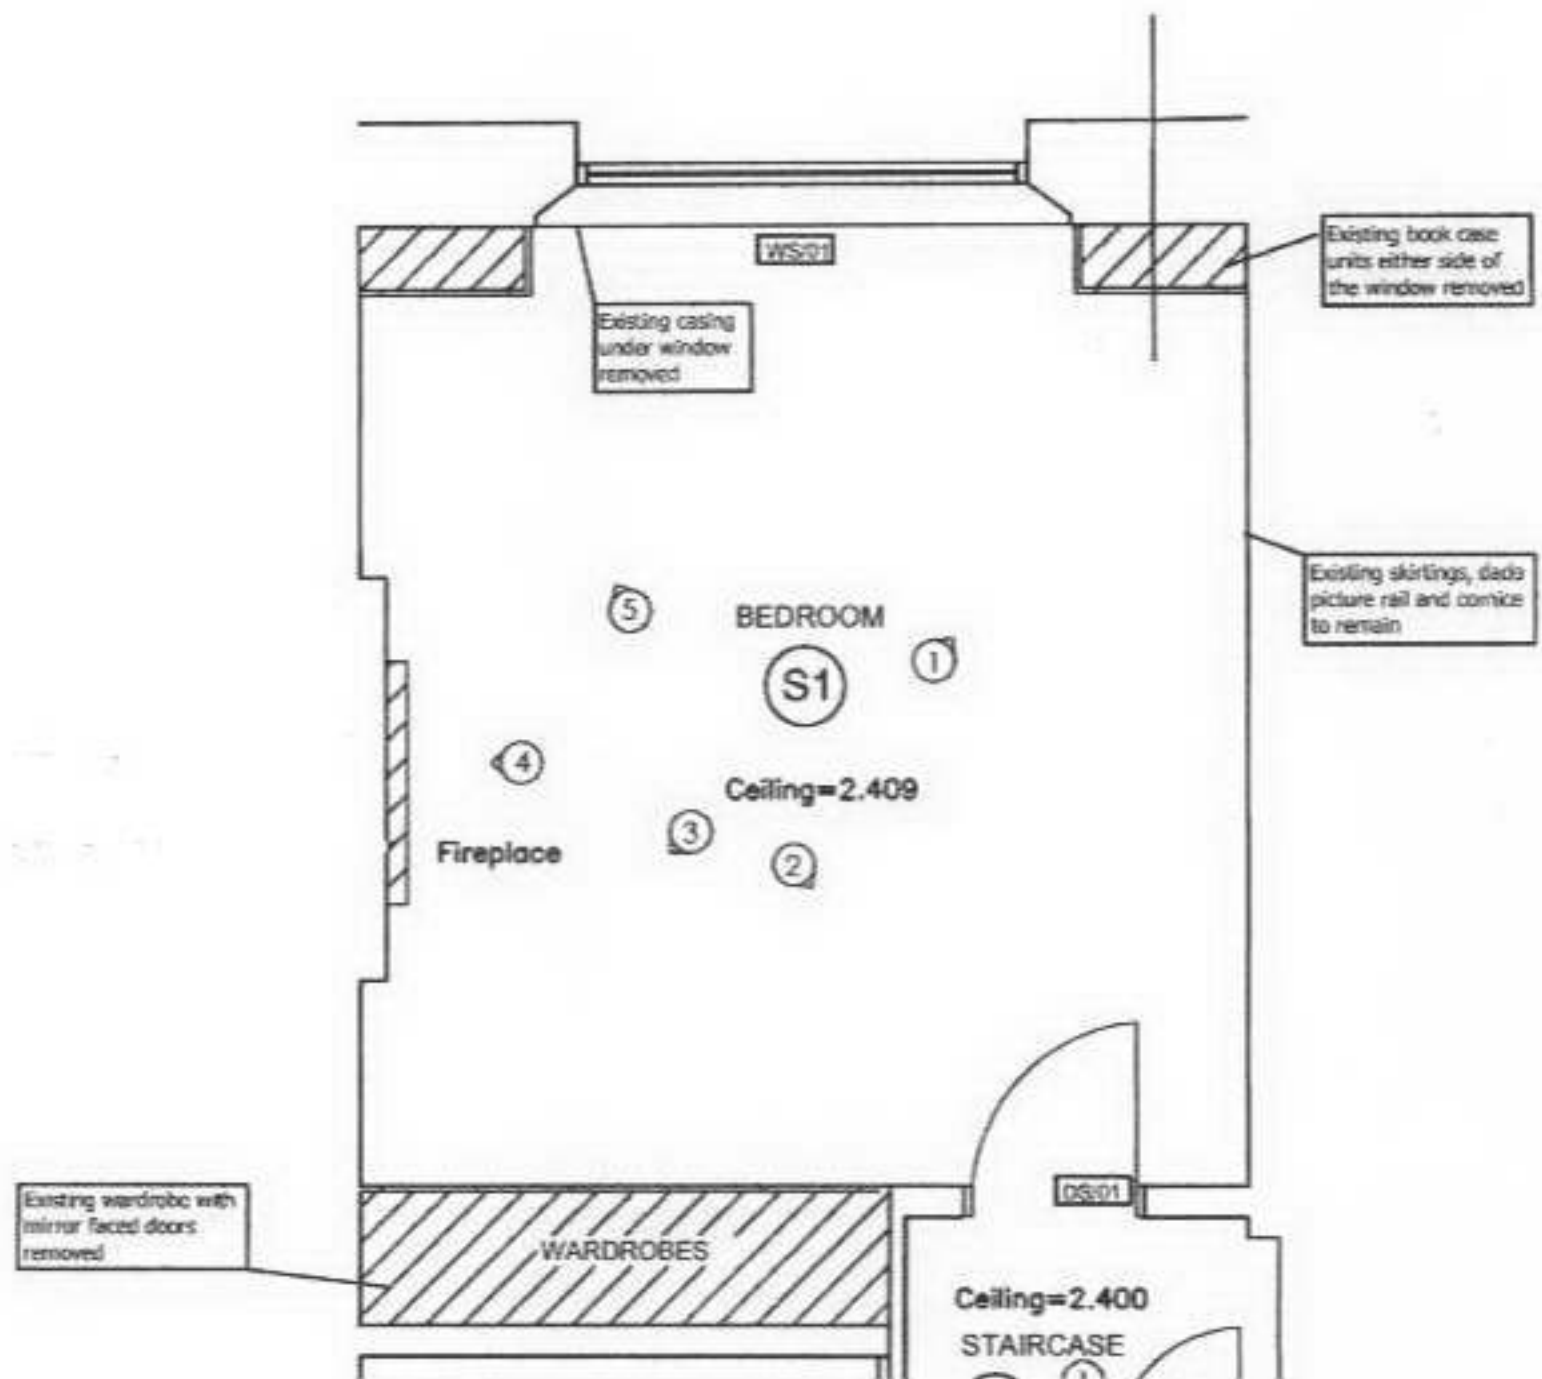 WS/01
Existing book case
units either side of
the window removed
Existing casing
under window
removed
Existing skirtings, dado
picture rail and cornice
to remain
5
BEDROOM
1
S1
4
Ceiling=2.409
3
Fireplace
2
DS/01
Existing wardrobe with
mirror faced doors
removed
WARDROBES
Ceiling=2.400
STAIRCASE